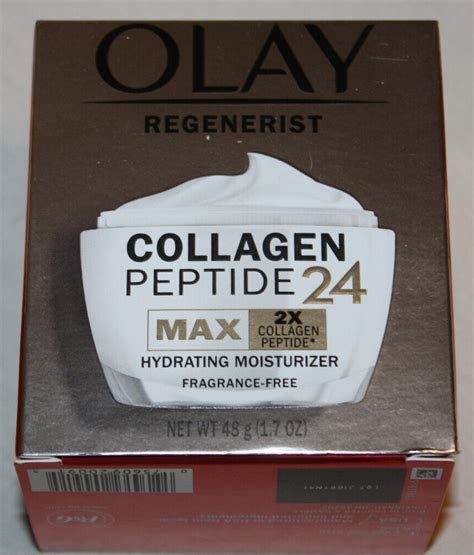 OLAY
REGENERIST
COLLAGEN
PEPTIDE 24
MAX
2X
COLLAGEN
PEPTIDE*
HYDRATING MOISTURIZER
FRAGRANCE-FREE
NET WT 48 g (1.7 OZ)
P&G